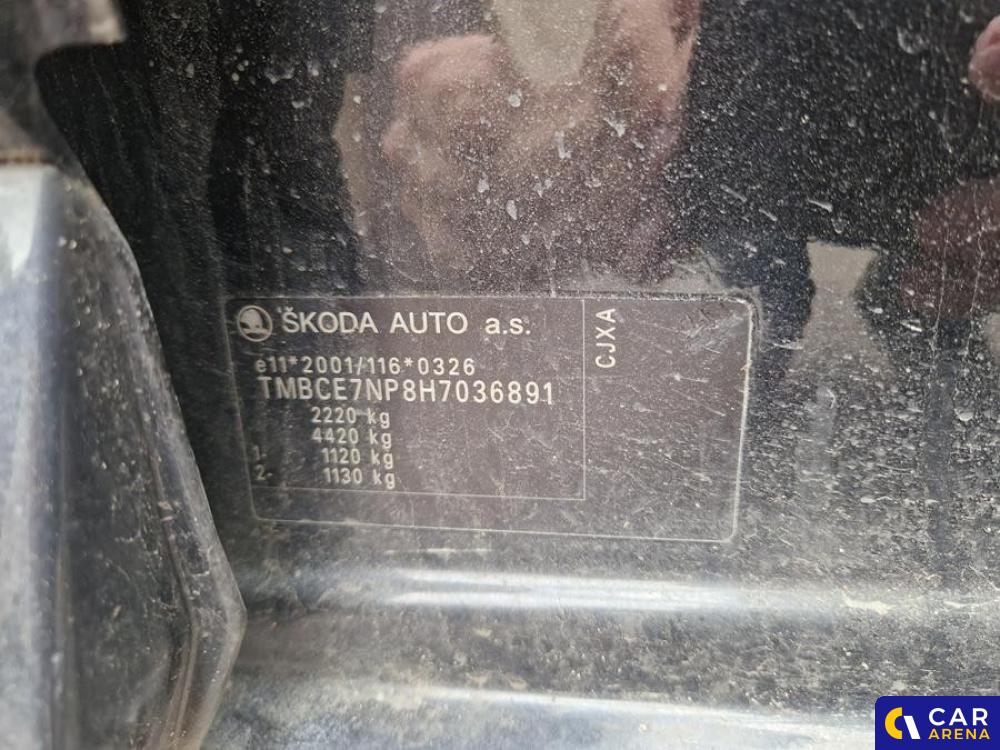 ŠKODA AUTO a.s.
CJXA
e11*2001/116*0326
TMBCE7NP8H7036891
2220 kg
4420 kg
1- 1120 kg
2- 1130 kg
CAR
ARENA